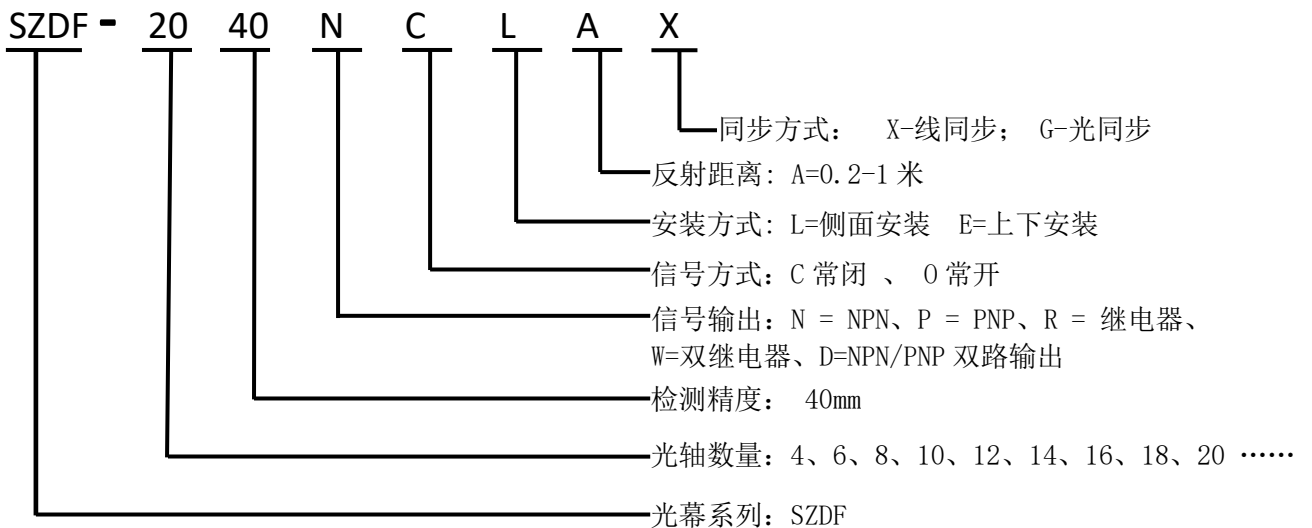 SZDF- 20 40 N C L A X
同步方式： X-线同步； G-光同步
反射距离: A=0.2-1 米
安装方式: L=侧面安装 E=上下安装
信号方式：C 常闭 、 O 常开
信号输出：N = NPN、P = PNP、R = 继电器、
W=双继电器、D=NPN/PNP 双路输出
检测精度： 40mm
光轴数量：4、6、8、10、12、14、16、18、20 ……
光幕系列：SZDF